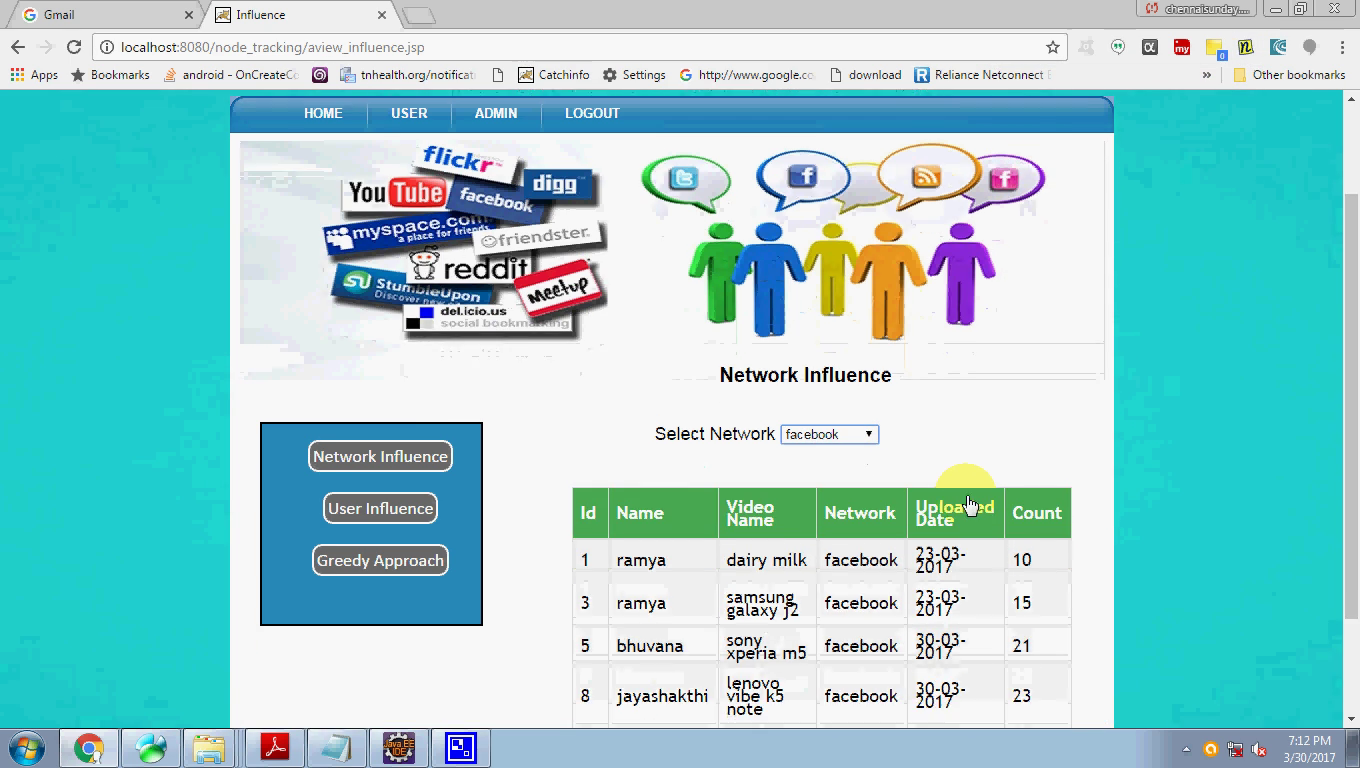 Gmail
Influence
chennaisunday....
localhost:8080/node_tracking/aview_influence.jsp
Apps
Bookmarks
android - OnCreateCo
tnhealth.org/notificati
Catchinfo
Settings
http://www.google.co
download
Reliance Netconnect
»
Other bookmarks
HOME
USER
ADMIN
LOGOUT
flickr
YouTube
facebook
digg
myspace.com
a place for friends
friendster.
reddit
StumbleUpon
Meetup
del.icio.us
social bookmarking
Network Influence
Select Network facebook
Network Influence
User Influence
Greedy Approach
Id Name Video Name Network Uploaded Date Count
1 ramya dairy milk facebook 23-03-2017 10
3 ramya samsung galaxy j2 facebook 23-03-2017 15
5 bhuvana sony xperia m5 facebook 30-03-2017 21
8 jayashakthi lenovo vibe k5 note facebook 30-03-2017 23
7:12 PM
3/30/2017